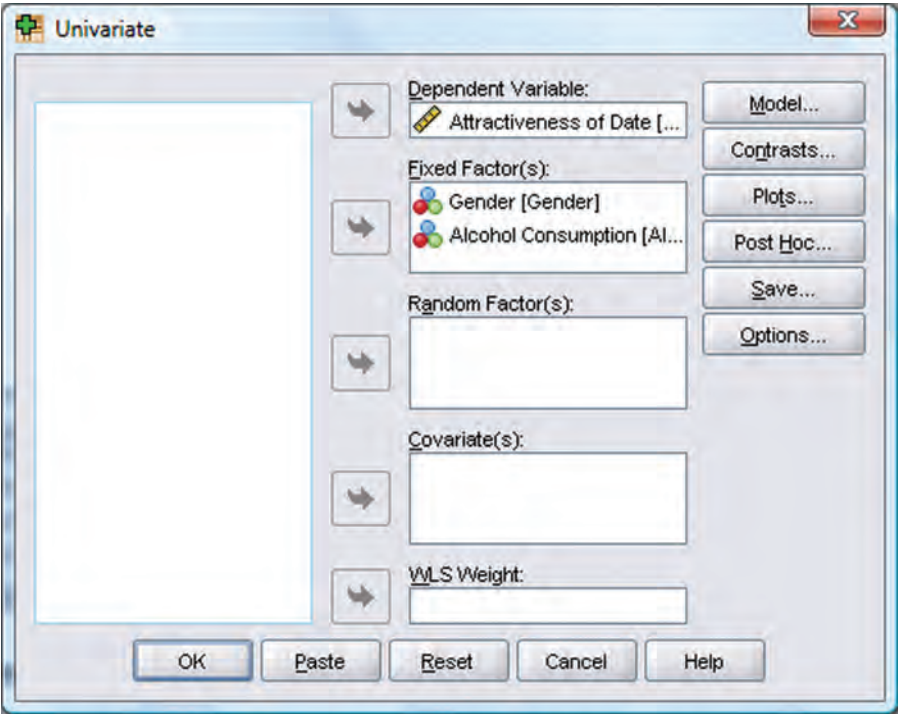 Univariate
Dependent Variable:
Attractiveness of Date [...
Fixed Factor(s):
Gender [Gender]
Alcohol Consumption [Al...
Random Factor(s):
Covariate(s):
WLS Weight:
Model...
Contrasts...
Plots...
Post Hoc...
Save...
Options...
OK
Paste
Reset
Cancel
Help